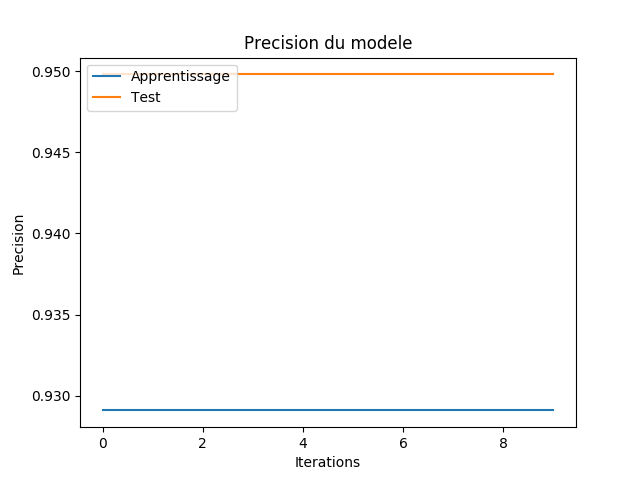 Precision du modele
0.950
0.945
0.940
0.935
0.930
Precision
Apprentissage
Test
0 2 4 6 8
Iterations